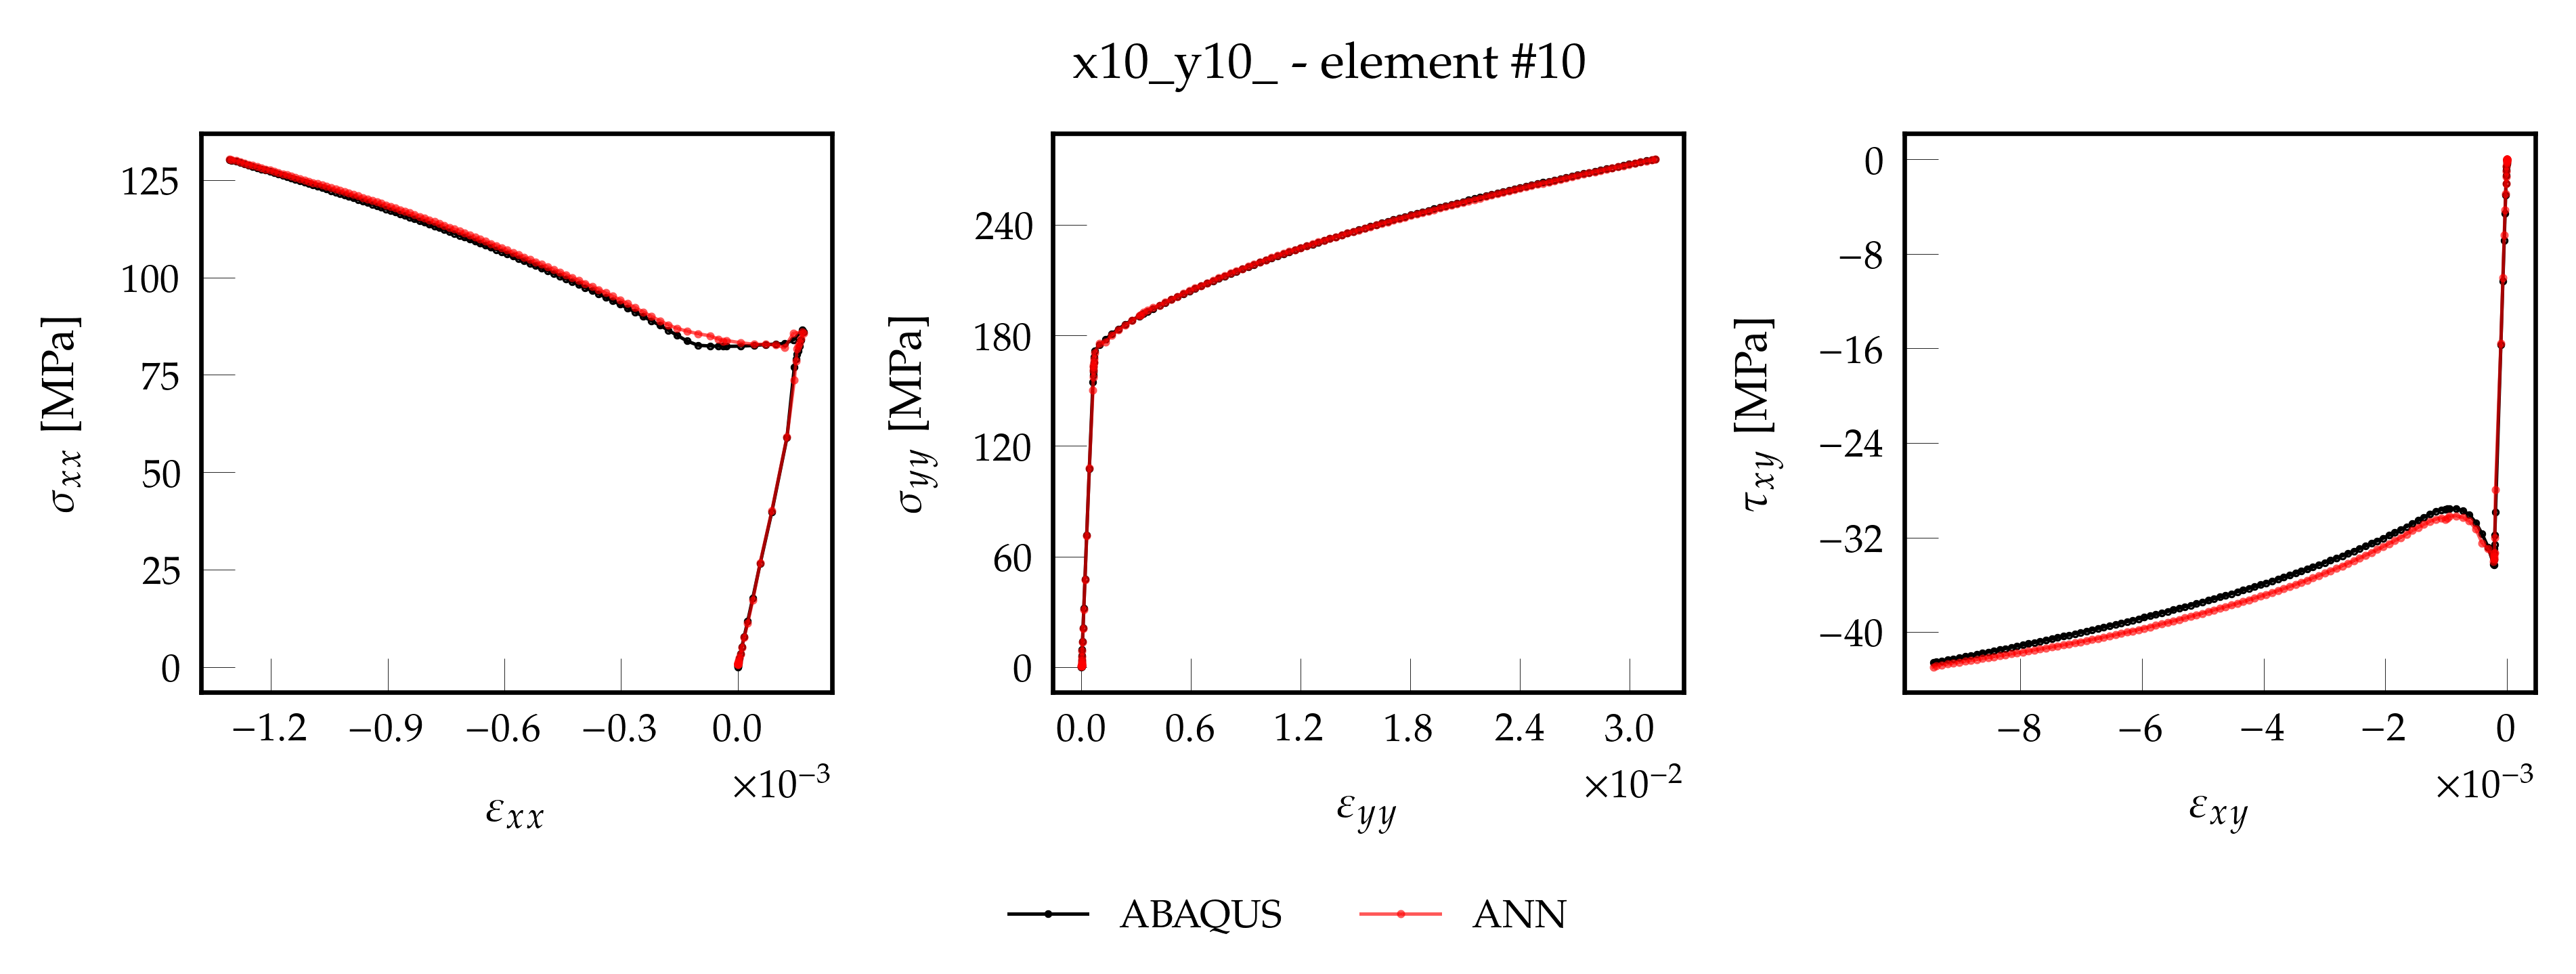 x10_y10_ - element #10
σxx [MPa]
125
100
75
50
25
0
−1.2 −0.9 −0.6 −0.3 0.0
×10−3
εxx
σyy [MPa]
240
180
120
60
0
0.0 0.6 1.2 1.8 2.4 3.0
×10−2
εyy
τxy [MPa]
0
−8
−16
−24
−32
−40
−8 −6 −4 −2 0
×10−3
εxy
ABAQUS ANN